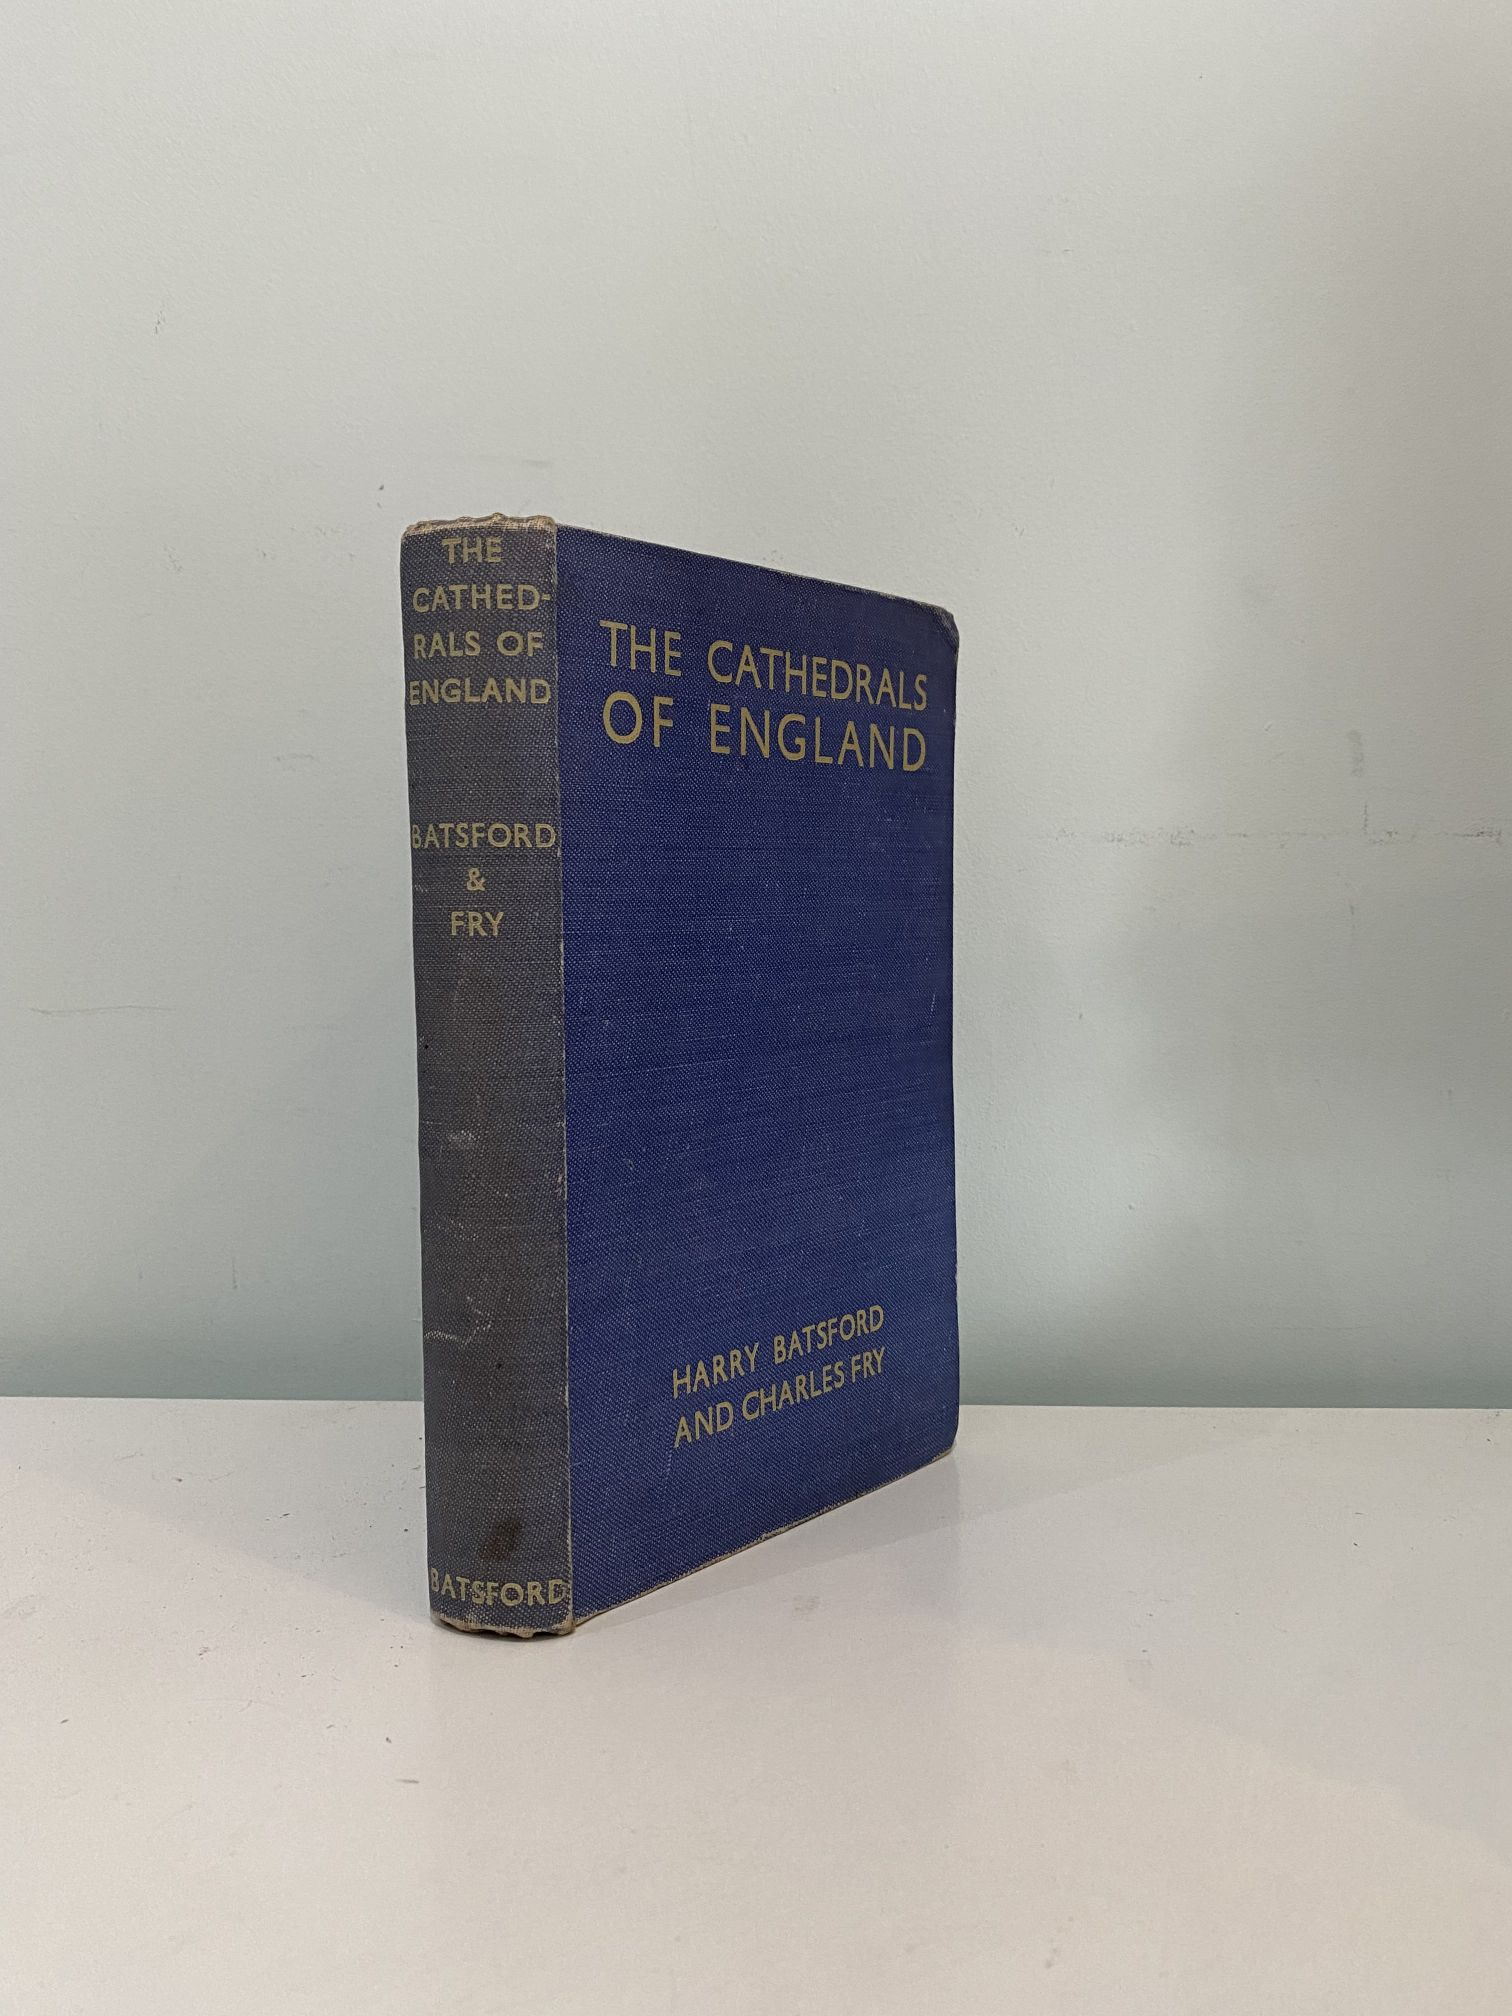 THE
CATHED-
RALS OF
ENGLAND
BATSFORD
&
FRY
BATSFORD
THE CATHEDRALS
OF ENGLAND
HARRY BATSFORD
AND CHARLES FRY